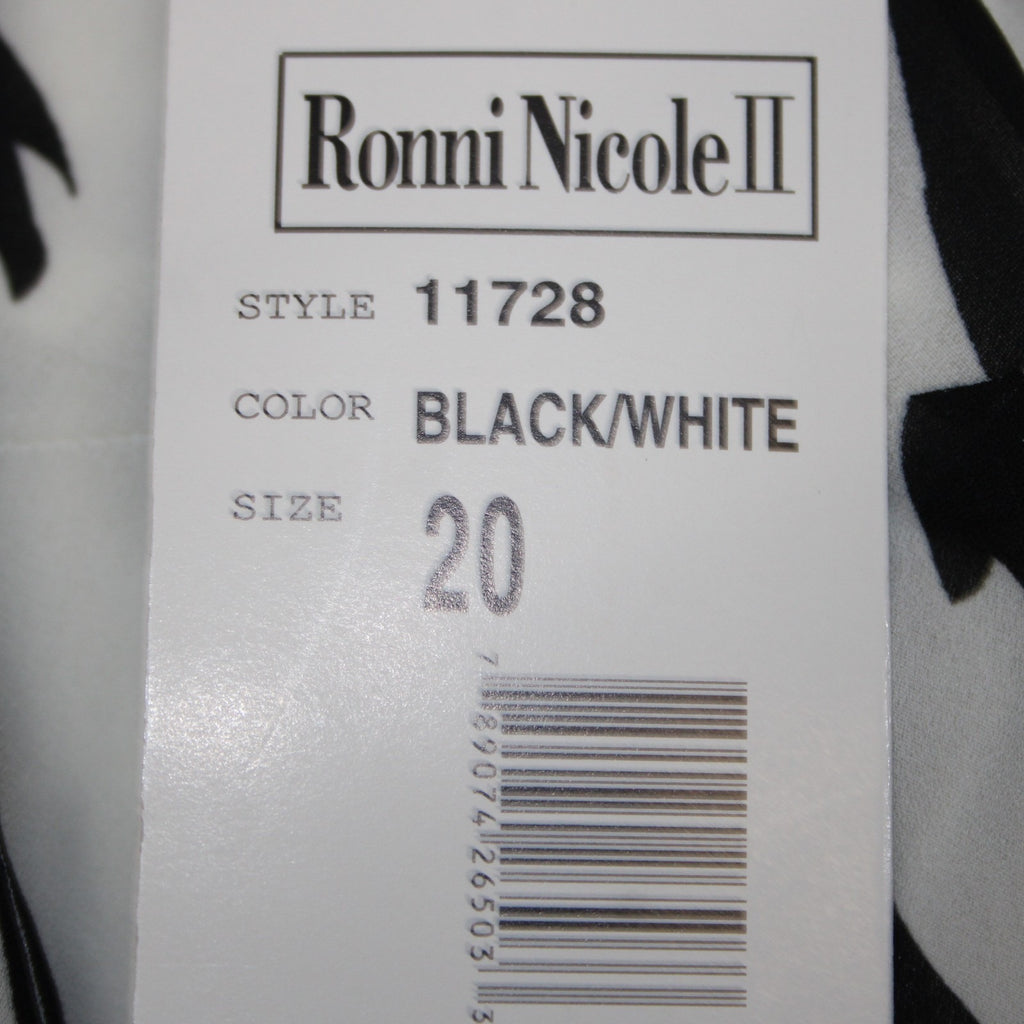 Ronni Nicole II
STYLE 11728
COLOR BLACK/WHITE
SIZE 20
7 89074 26503 3